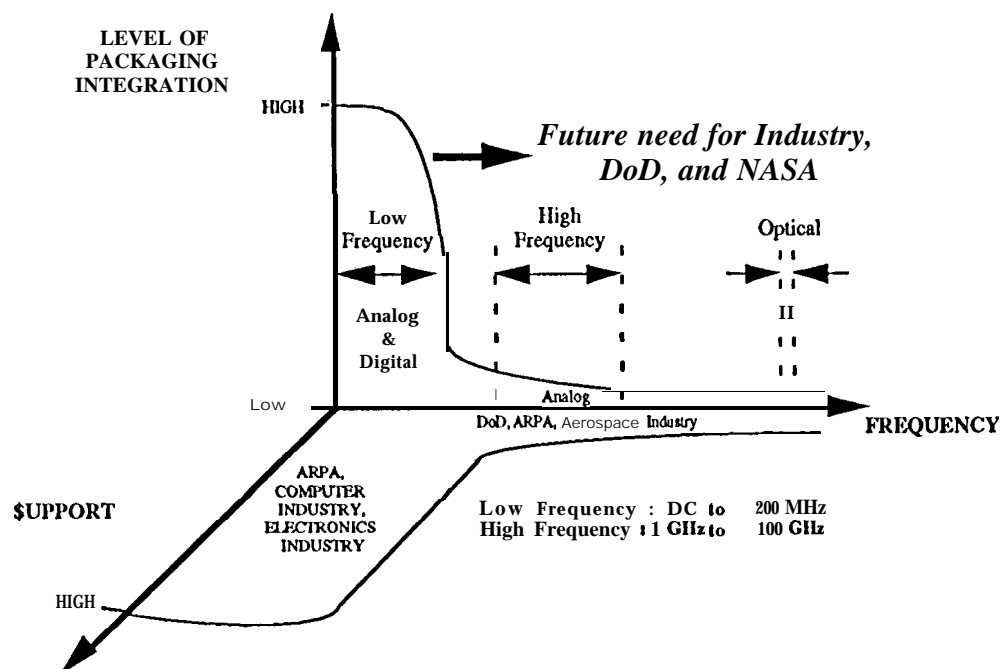 LEVEL OF
PACKAGING
INTEGRATION
HIGH
Future need for Industry,
DoD, and NASA
Low
Frequency
High
Frequency
Optical
Analog
&
Digital
II
Low
Analog
DoD, ARPA, Aerospace Industry
FREQUENCY
ARPA,
COMPUTER
INDUSTRY,
ELECTRONICS
INDUSTRY
$UPPORT
Low Frequency : DC to 200 MHz
High Frequency : 1 GHz to 100 GHz
HIGH